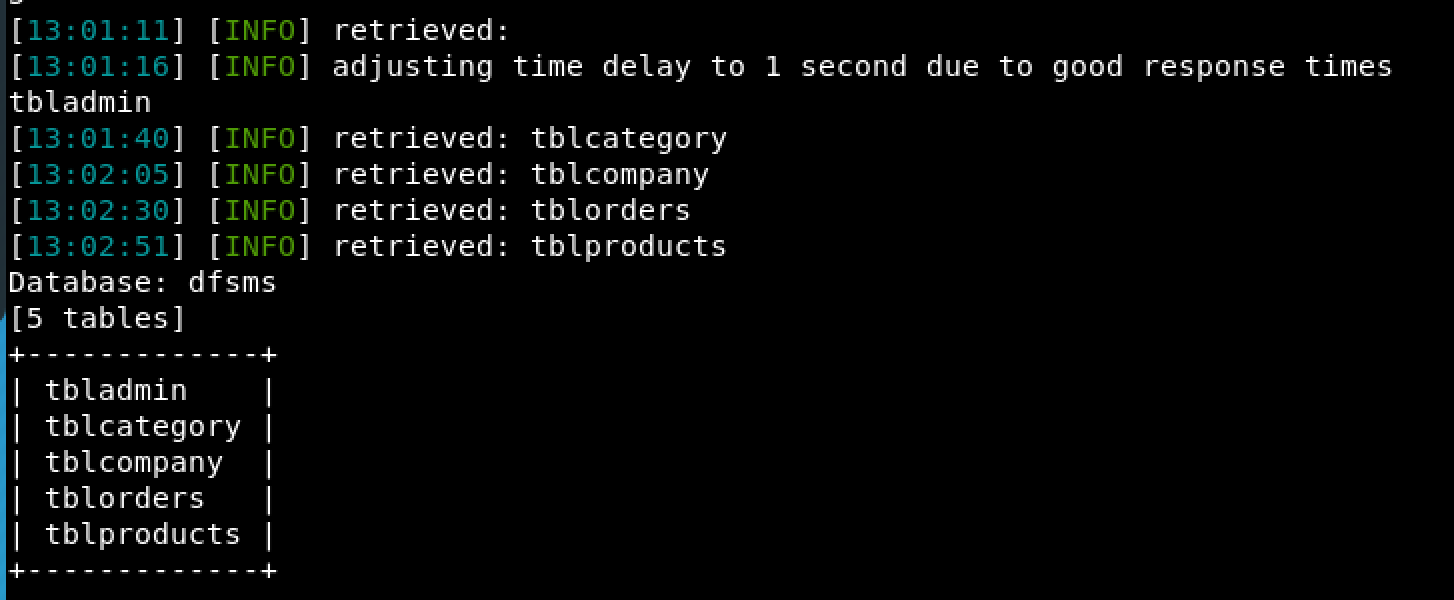 [13:01:11] [INFO] retrieved:
[13:01:16] [INFO] adjusting time delay to 1 second due to good response times
tbladmin
[13:01:40] [INFO] retrieved: tblcategory
[13:02:05] [INFO] retrieved: tblcompany
[13:02:30] [INFO] retrieved: tblorders
[13:02:51] [INFO] retrieved: tblproducts
Database: dfsms
[5 tables]
+-------------+
| tbladmin    |
| tblcategory |
| tblcompany  |
| tblorders   |
| tblproducts |
+-------------+